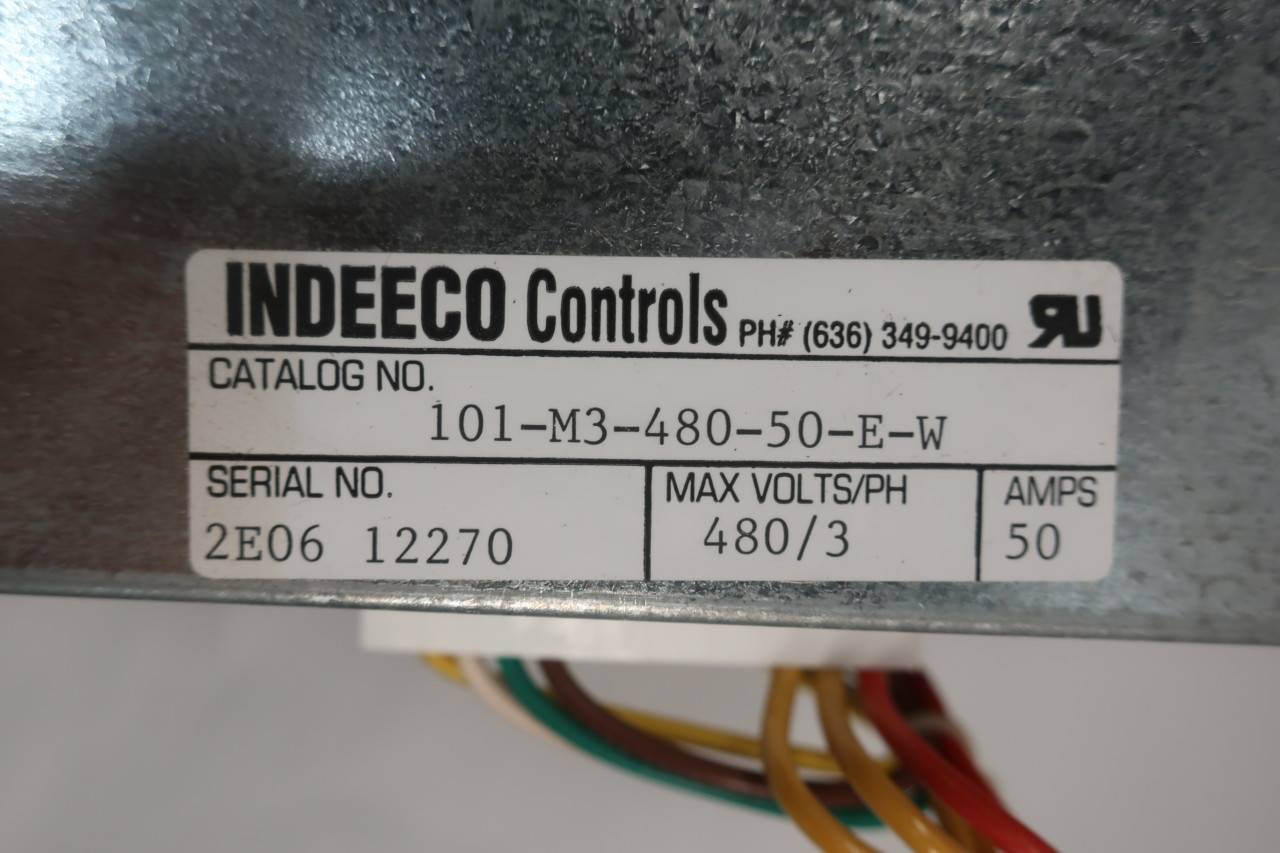 INDEECO Controls PH# (636) 349-9400 RU
CATALOG NO.
101-M3-480-50-E-W
SERIAL NO. MAX VOLTS/PH AMPS
2E06 12270 480/3 50